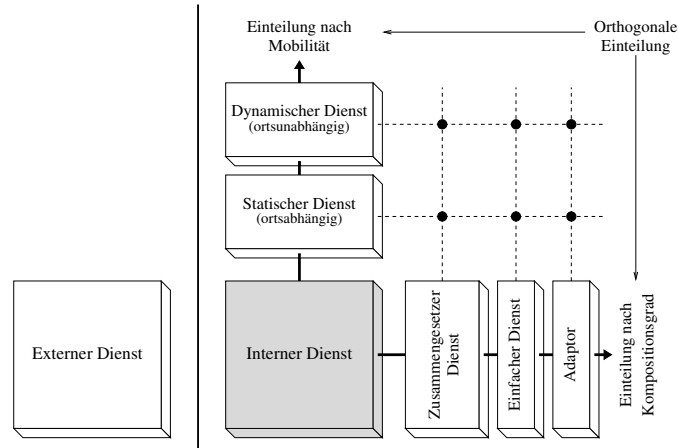 Einteilung nach
Mobilität
Orthogonale
Einteilung
Dynamischer Dienst
(ortsunabhängig)
Statischer Dienst
(ortsabhängig)
Externer Dienst
Interner Dienst
Zusammengesetzer
Dienst
Einfacher Dienst
Adaptor
Einteilung nach
Kompositionsgrad